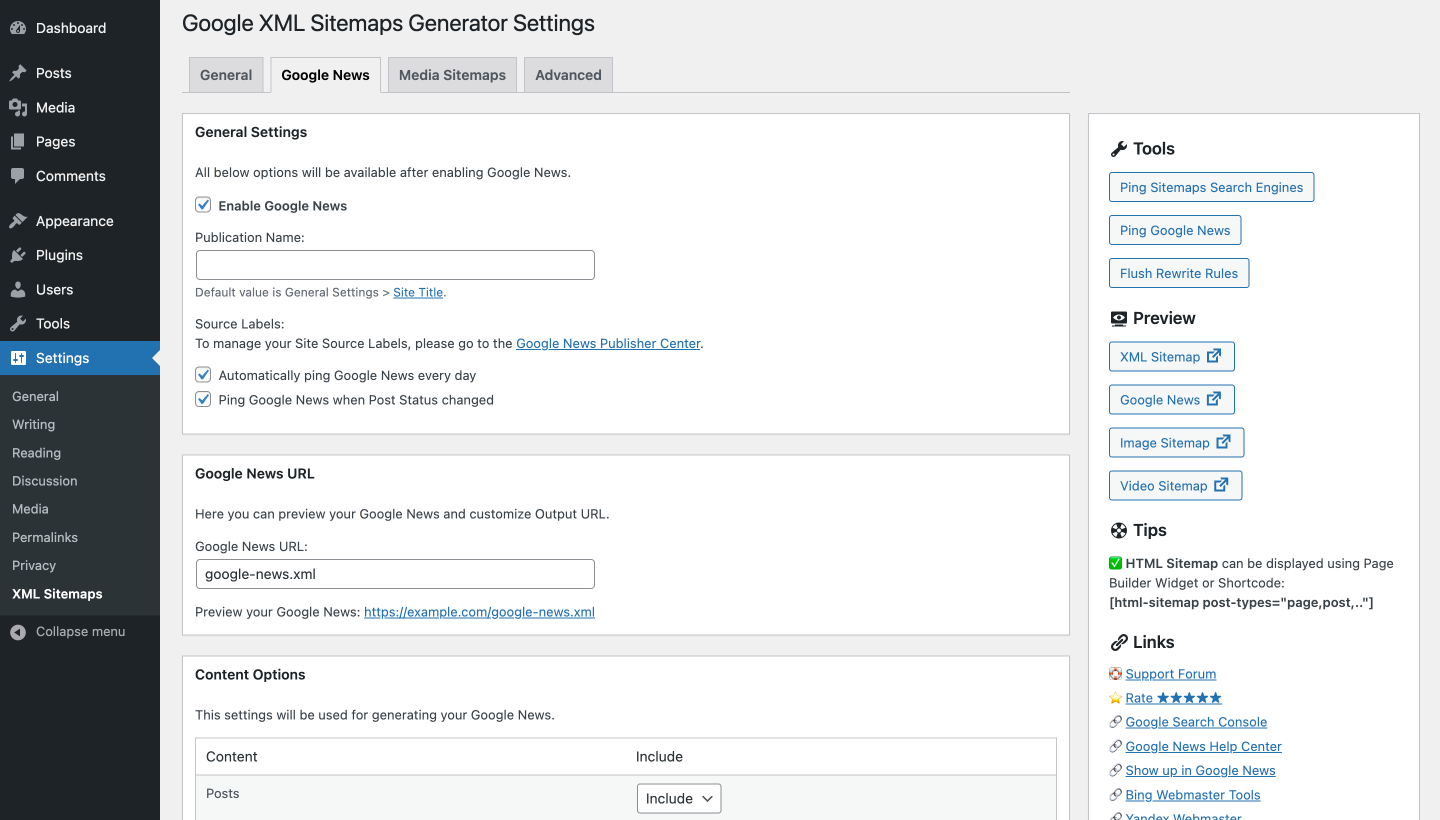 Dashboard
Posts
Media
Pages
Comments
Appearance
Plugins
Users
Tools
Settings
General
Writing
Reading
Discussion
Media
Permalinks
Privacy
XML Sitemaps
Collapse menu
Google XML Sitemaps Generator Settings
General
Google News
Media Sitemaps
Advanced
General Settings
All below options will be available after enabling Google News.
Enable Google News
Publication Name:
Default value is General Settings > Site Title.
Source Labels:
To manage your Site Source Labels, please go to the Google News Publisher Center.
Automatically ping Google News every day
Ping Google News when Post Status changed
Google News URL
Here you can preview your Google News and customize Output URL.
Google News URL:
google-news.xml
Preview your Google News: https://example.com/google-news.xml
Content Options
This settings will be used for generating your Google News.
Content Include
Posts Include
Tools
Ping Sitemaps Search Engines
Ping Google News
Flush Rewrite Rules
Preview
XML Sitemap
Google News
Image Sitemap
Video Sitemap
Tips
✅ HTML Sitemap can be displayed using Page
Builder Widget or Shortcode:
[html-sitemap post-types="page,post,.."]
Links
Support Forum
Rate ★★★★★
Google Search Console
Google News Help Center
Show up in Google News
Bing Webmaster Tools
Yandex Webmaster